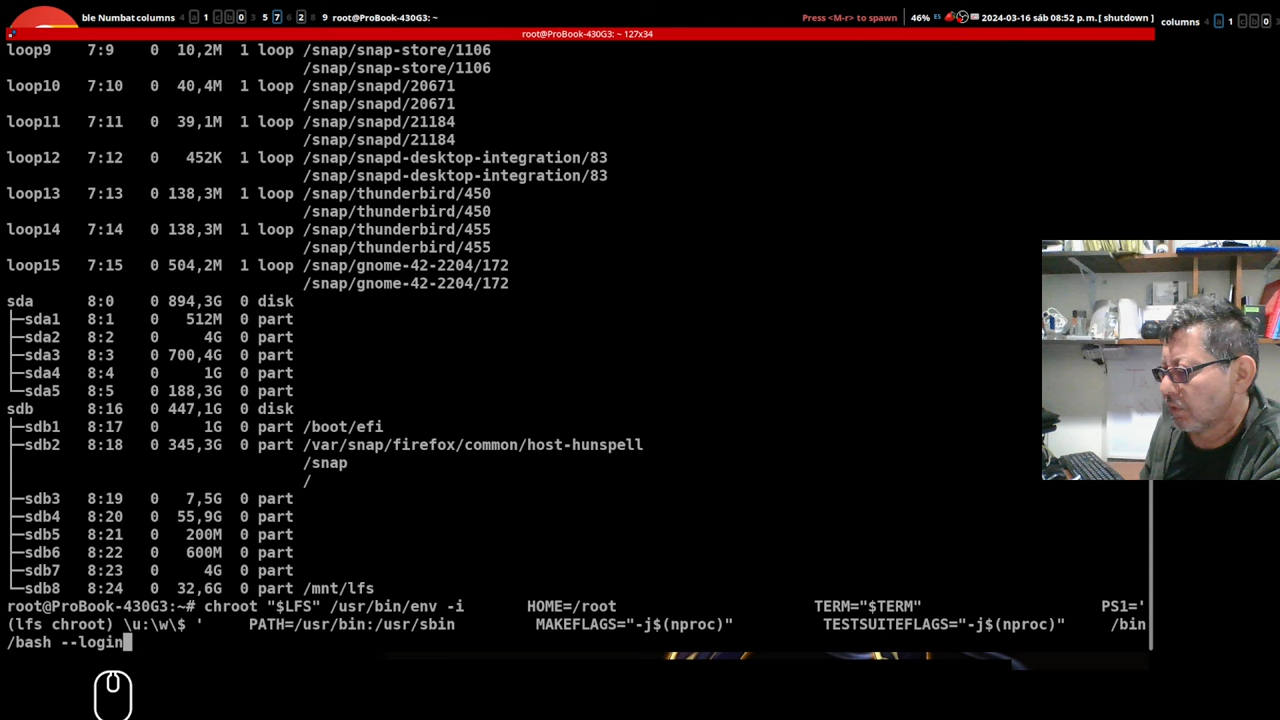 ble Numbat columns 4 a 1 c b 0 3 5 7 6 2 8 9 root@ProBook-430G3: ~ Press <M-r> to spawn 46% ES 2024-03-16 sáb 08:52 p.m. [ shutdown ] columns 4 a 1 c b 0 3
root@ProBook-430G3: ~ 127x34
loop9 7:9 0 10,2M 1 loop /snap/snap-store/1106
/snap/snap-store/1106
loop10 7:10 0 40,4M 1 loop /snap/snapd/20671
/snap/snapd/20671
loop11 7:11 0 39,1M 1 loop /snap/snapd/21184
/snap/snapd/21184
loop12 7:12 0 452K 1 loop /snap/snapd-desktop-integration/83
/snap/snapd-desktop-integration/83
loop13 7:13 0 138,3M 1 loop /snap/thunderbird/450
/snap/thunderbird/450
loop14 7:14 0 138,3M 1 loop /snap/thunderbird/455
/snap/thunderbird/455
loop15 7:15 0 504,2M 1 loop /snap/gnome-42-2204/172
/snap/gnome-42-2204/172
sda 8:0 0 894,3G 0 disk
├─sda1 8:1 0 512M 0 part
├─sda2 8:2 0 4G 0 part
├─sda3 8:3 0 700,4G 0 part
├─sda4 8:4 0 1G 0 part
└─sda5 8:5 0 188,3G 0 part
sdb 8:16 0 447,1G 0 disk
├─sdb1 8:17 0 1G 0 part /boot/efi
├─sdb2 8:18 0 345,3G 0 part /var/snap/firefox/common/host-hunspell
│ /snap
│ /
├─sdb3 8:19 0 7,5G 0 part
├─sdb4 8:20 0 55,9G 0 part
├─sdb5 8:21 0 200M 0 part
├─sdb6 8:22 0 600M 0 part
├─sdb7 8:23 0 4G 0 part
└─sdb8 8:24 0 32,6G 0 part /mnt/lfs
root@ProBook-430G3:~# chroot "$LFS" /usr/bin/env -i HOME=/root TERM="$TERM" PS1='
(lfs chroot) \u:\w\$ ' PATH=/usr/bin:/usr/sbin MAKEFLAGS="-j$(nproc)" TESTSUITEFLAGS="-j$(nproc)" /bin
/bash --login